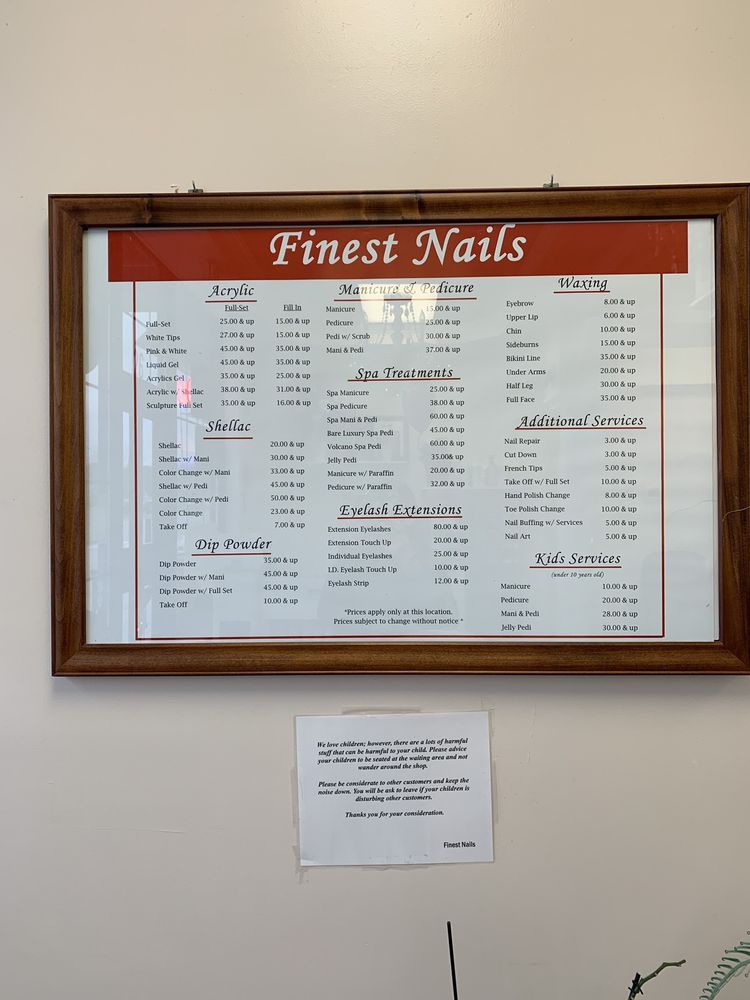 Finest Nails
Acrylic
Full-Set Fill In
Full-Set 25.00 & up 15.00 & up
White Tips 27.00 & up 15.00 & up
Pink & White 45.00 & up 35.00 & up
Liquid Gel 45.00 & up 35.00 & up
Acrylics Gel 35.00 & up 25.00 & up
Acrylic w/ Shellac 38.00 & up 31.00 & up
Sculpture Full Set 35.00 & up 16.00 & up
Shellac
Shellac 20.00 & up
Shellac w/ Mani 30.00 & up
Color Change w/ Mani 33.00 & up
Shellac w/ Pedi 45.00 & up
Color Change w/ Pedi 50.00 & up
Color Change 23.00 & up
Take Off 7.00 & up
Dip Powder
Dip Powder 35.00 & up
Dip Powder w/ Mani 45.00 & up
Dip Powder w/ Full Set 45.00 & up
Take Off 10.00 & up
Manicure & Pedicure
Manicure 15.00 & up
Pedicure 25.00 & up
Pedi w/ Scrub 30.00 & up
Mani & Pedi 37.00 & up
Spa Treatments
Spa Manicure 25.00 & up
Spa Pedicure 38.00 & up
Spa Mani & Pedi 60.00 & up
Bare Luxury Spa Pedi 45.00 & up
Volcano Spa Pedi 60.00 & up
Jelly Pedi 35.00& up
Manicure w/ Paraffin 20.00 & up
Pedicure w/ Paraffin 32.00 & up
Eyelash Extensions
Extension Eyelashes 80.00 & up
Extension Touch Up 20.00 & up
Individual Eyelashes 25.00 & up
I.D. Eyelash Touch Up 10.00 & up
Eyelash Strip 12.00 & up
*Prices apply only at this location.
Prices subject to change without notice *
Waxing
Eyebrow 8.00 & up
Upper Lip 6.00 & up
Chin 10.00 & up
Sideburns 15.00 & up
Bikini Line 35.00 & up
Under Arms 20.00 & up
Half Leg 30.00 & up
Full Face 35.00 & up
Additional Services
Nail Repair 3.00 & up
Cut Down 3.00 & up
French Tips 5.00 & up
Take Off w/ Full Set 10.00 & up
Hand Polish Change 8.00 & up
Toe Polish Change 10.00 & up
Nail Buffing w/ Services 5.00 & up
Nail Art 5.00 & up
Kids Services
(under 10 years old)
Manicure 10.00 & up
Pedicure 20.00 & up
Mani & Pedi 28.00 & up
Jelly Pedi 30.00 & up
We love children; however, there are a lots of harmful
stuff that can be harmful to your child. Please advice
your children to be seated at the waiting area and not
wander around the shop.
Please be considerate to other customers and keep the
noise down. You will be ask to leave if your children is
disturbing other customers.
Thanks you for your consideration.
Finest Nails